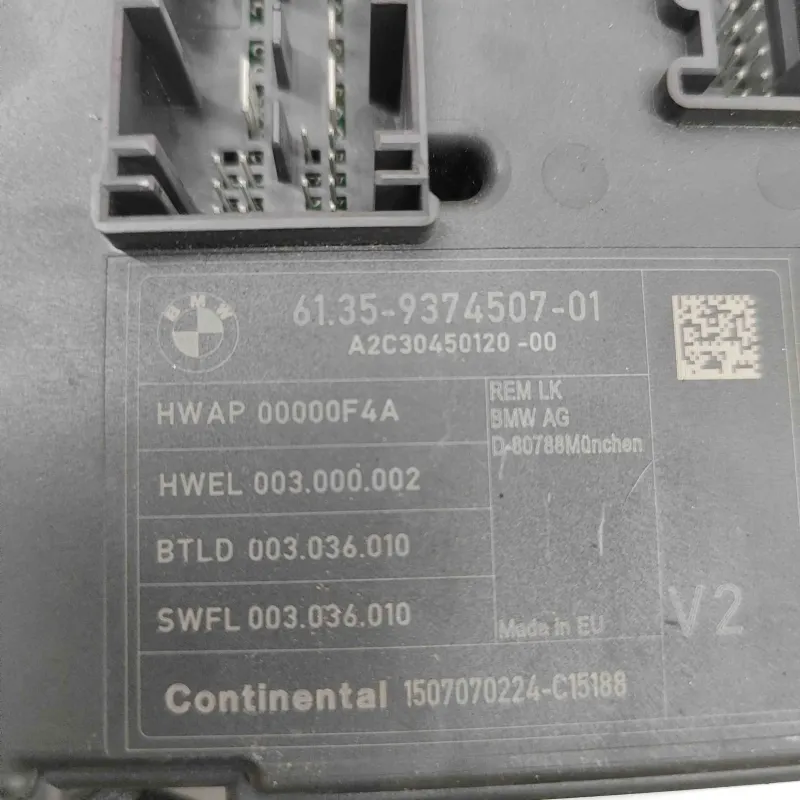 BMW
61.35-9374507-01
A2C30450120 -00
HWAP 00000F4A
REM LK
BMW AG
D-80788München
HWEL 003.000.002
BTLD 003.036.010
SWFL 003.036.010
Made in EU
V2
Continental 1507070224-C15188